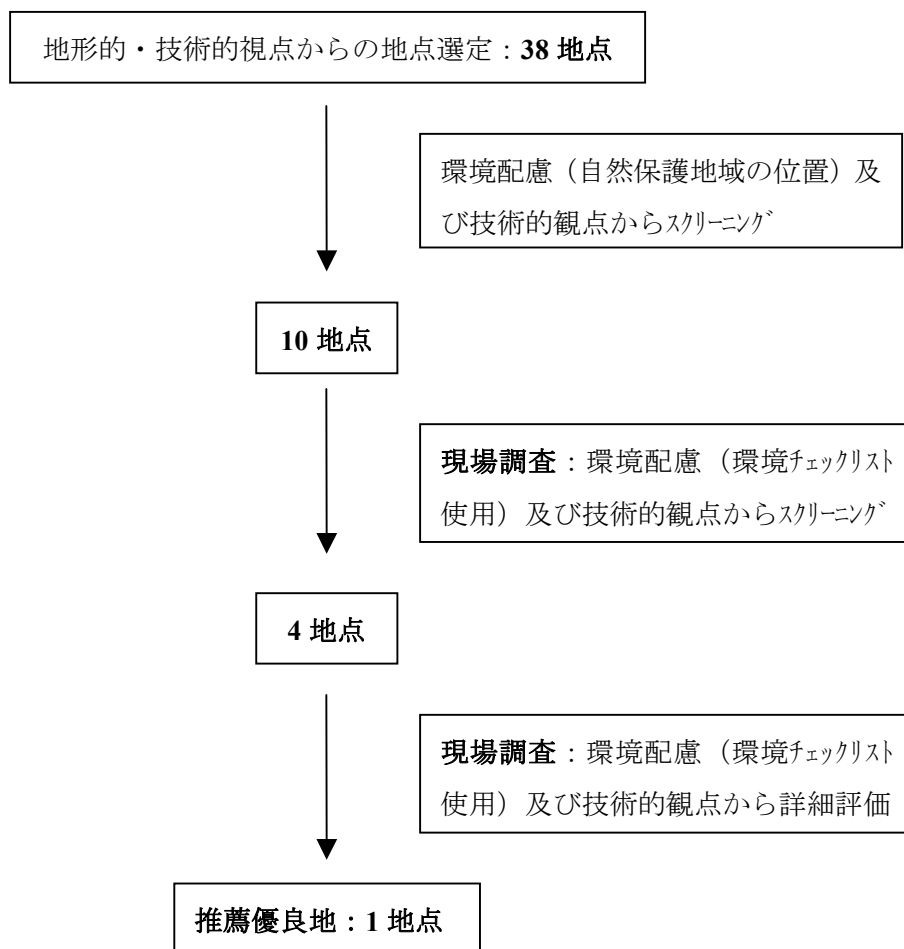 地形的・技術的視点からの地点選定：38 地点
環境配慮（自然保護地域の位置）及
び技術的観点からｽｸﾘｰﾆﾝｸﾞ
10 地点
現場調査：環境配慮（環境ﾁｪｯｸﾘｽﾄ
使用）及び技術的観点からｽｸﾘｰﾆﾝｸﾞ
4 地点
現場調査：環境配慮（環境ﾁｪｯｸﾘｽﾄ
使用）及び技術的観点から詳細評価
推薦優良地：1 地点